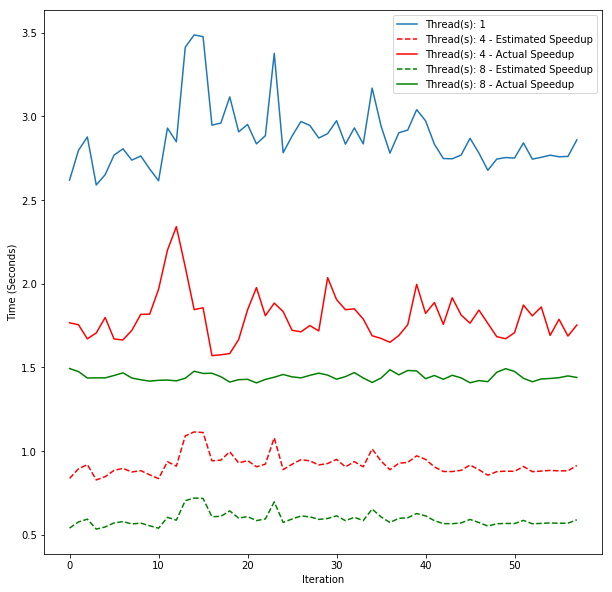 Thread(s): 1
Thread(s): 4 - Estimated Speedup
Thread(s): 4 - Actual Speedup
Thread(s): 8 - Estimated Speedup
Thread(s): 8 - Actual Speedup
3.5
3.0
2.5
2.0
1.5
1.0
0.5
Time (Seconds)
0 10 20 30 40 50
Iteration